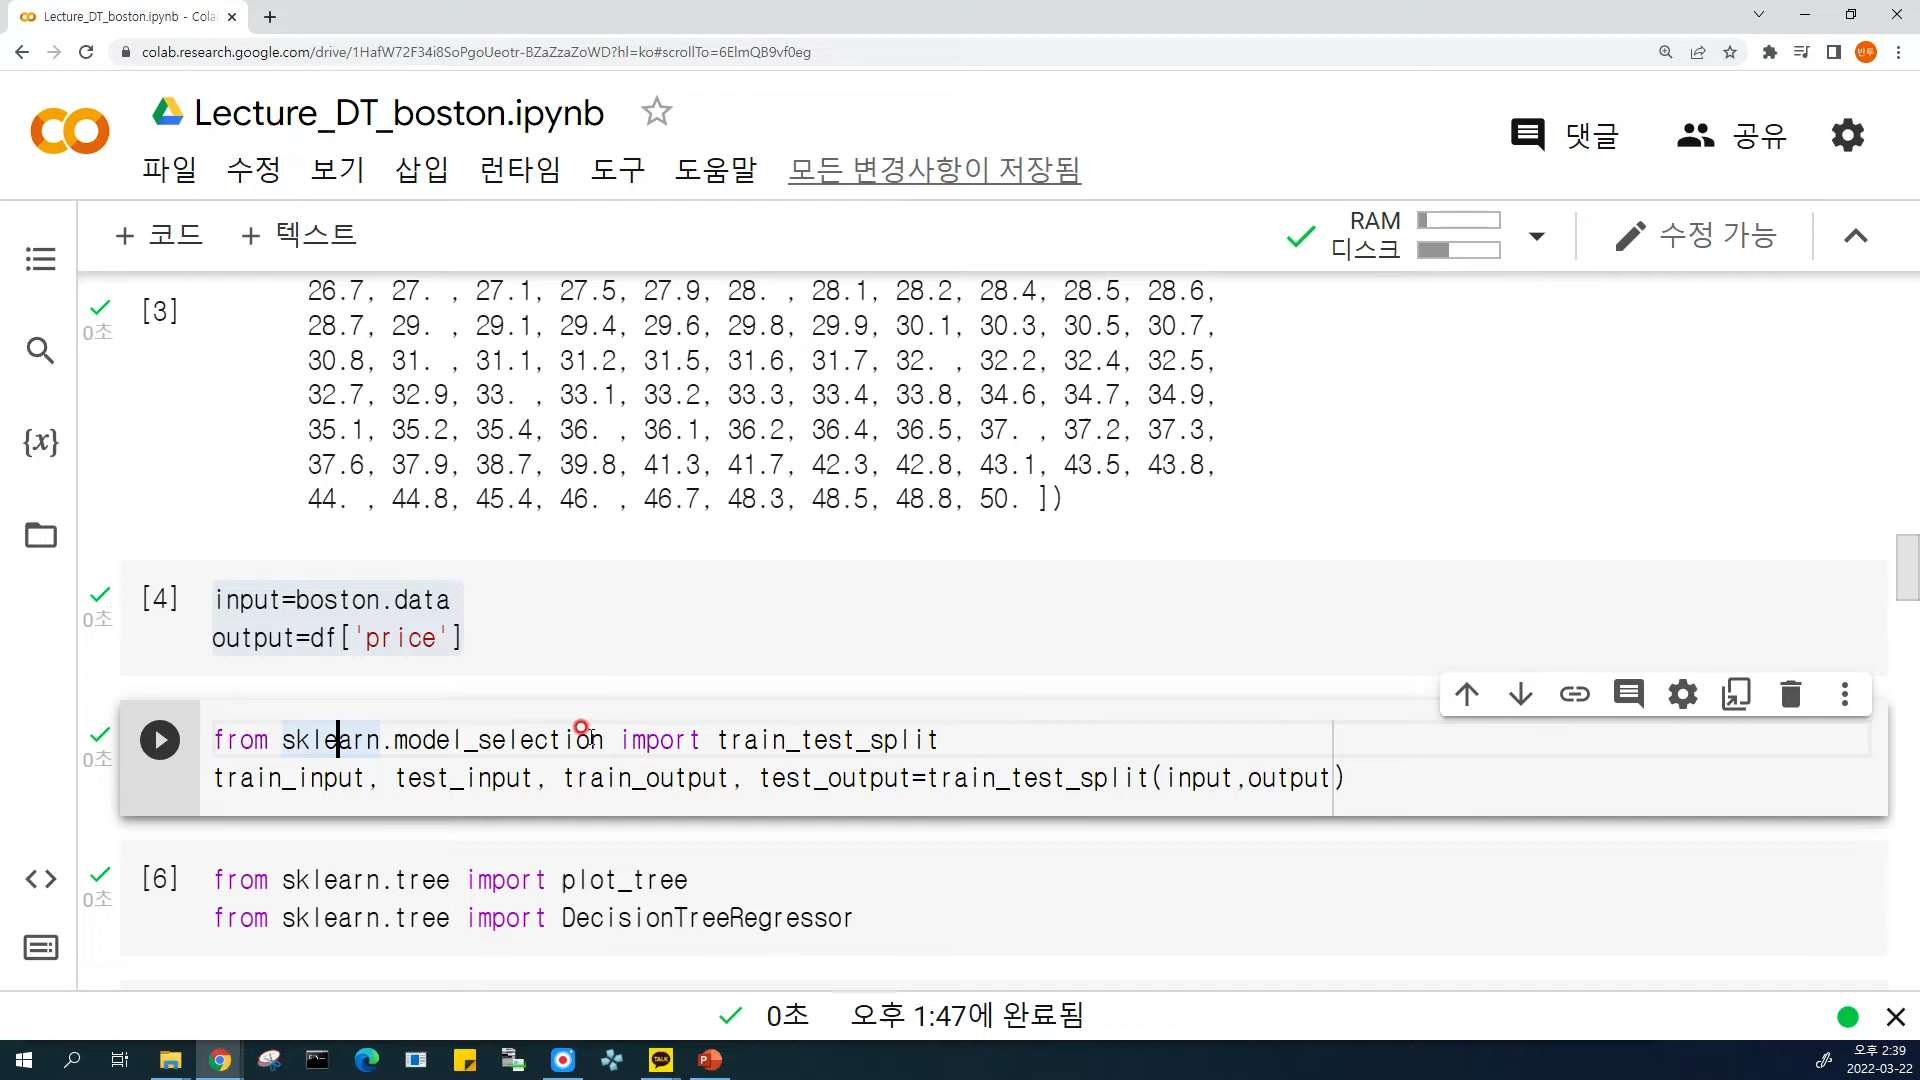 Lecture_DT_boston.ipynb - Cola
colab.research.google.com/drive/1HafW72F34i8SoPgoUeotr-BZaZzaZoWD?hl=ko#scrollTo=6ElmQB9vf0eg
반투
Lecture_DT_boston.ipynb
댓글 공유
파일 수정 보기 삽입 런타임 도구 도움말 모든 변경사항이 저장됨
+ 코드 + 텍스트
RAM
디스크
수정 가능
[3]
0초
26.7, 27. , 27.1, 27.5, 27.9, 28. , 28.1, 28.2, 28.4, 28.5, 28.6,
28.7, 29. , 29.1, 29.4, 29.6, 29.8, 29.9, 30.1, 30.3, 30.5, 30.7,
30.8, 31. , 31.1, 31.2, 31.5, 31.6, 31.7, 32. , 32.2, 32.4, 32.5,
32.7, 32.9, 33. , 33.1, 33.2, 33.3, 33.4, 33.8, 34.6, 34.7, 34.9,
35.1, 35.2, 35.4, 36. , 36.1, 36.2, 36.4, 36.5, 37. , 37.2, 37.3,
37.6, 37.9, 38.7, 39.8, 41.3, 41.7, 42.3, 42.8, 43.1, 43.5, 43.8,
44. , 44.8, 45.4, 46. , 46.7, 48.3, 48.5, 48.8, 50. ])
[4]
0초
input=boston.data
output=df['price']
0초
from sklearn.model_selection import train_test_split
train_input, test_input, train_output, test_output=train_test_split(input,output)
[6]
0초
from sklearn.tree import plot_tree
from sklearn.tree import DecisionTreeRegressor
0초 오후 1:47에 완료됨
TALK
오후 2:39
2022-03-22